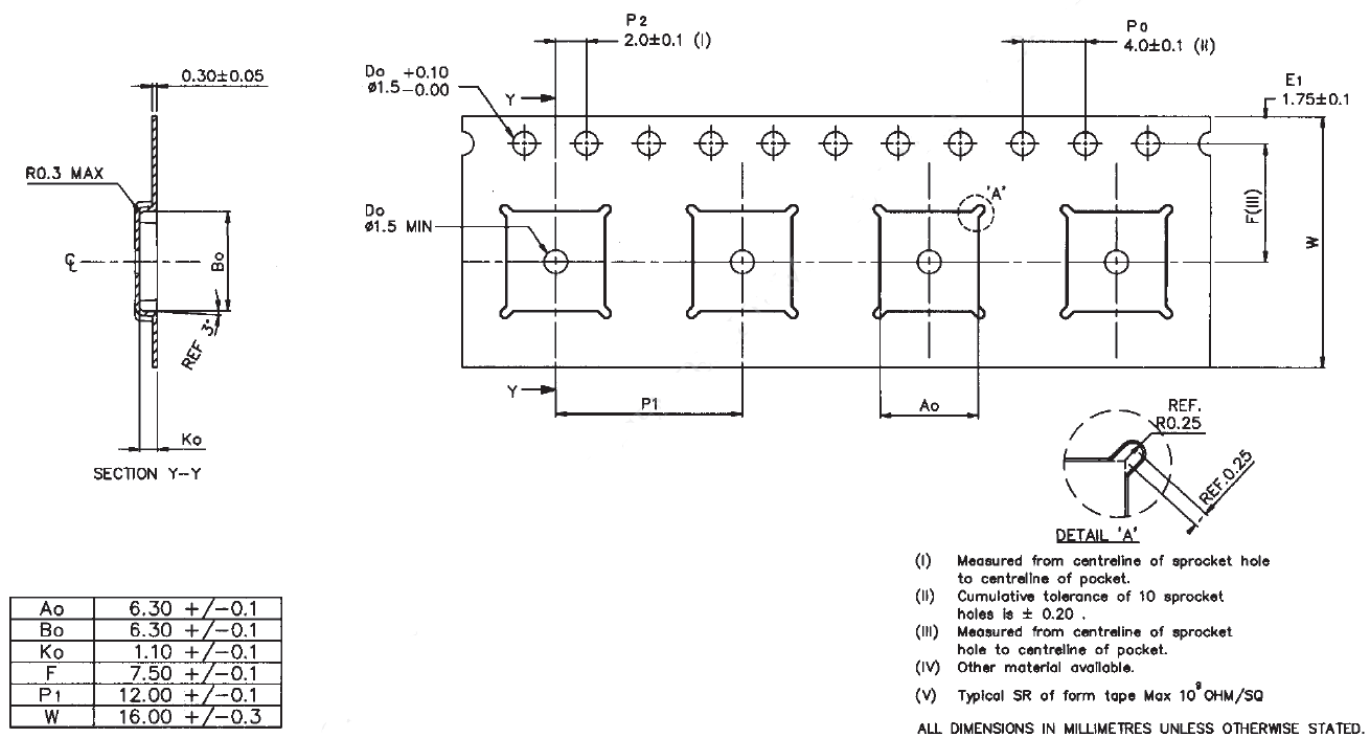 P2
2.0±0.1 (I)
Po
4.0±0.1 (II)
0.30±0.05
Do +0.10
ø1.5-0.00
Y
E1
1.75±0.1
R0.3 MAX
'A'
Do
ø1.5 MIN
F(III)
W
℄
Bo
REF 3°
Y
P1
Ao
Ko
SECTION Y-Y
REF.
R0.25
REF.0.25
DETAIL 'A'
(I) Measured from centreline of sprocket hole
to centreline of pocket.
(II) Cumulative tolerance of 10 sprocket
holes is ± 0.20 .
(III) Measured from centreline of sprocket
hole to centreline of pocket.
(IV) Other material available.
(V) Typical SR of form tape Max 10⁹ OHM/SQ
ALL DIMENSIONS IN MILLIMETRES UNLESS OTHERWISE STATED.
Ao 6.30 +/-0.1
Bo 6.30 +/-0.1
Ko 1.10 +/-0.1
F 7.50 +/-0.1
P1 12.00 +/-0.1
W 16.00 +/-0.3